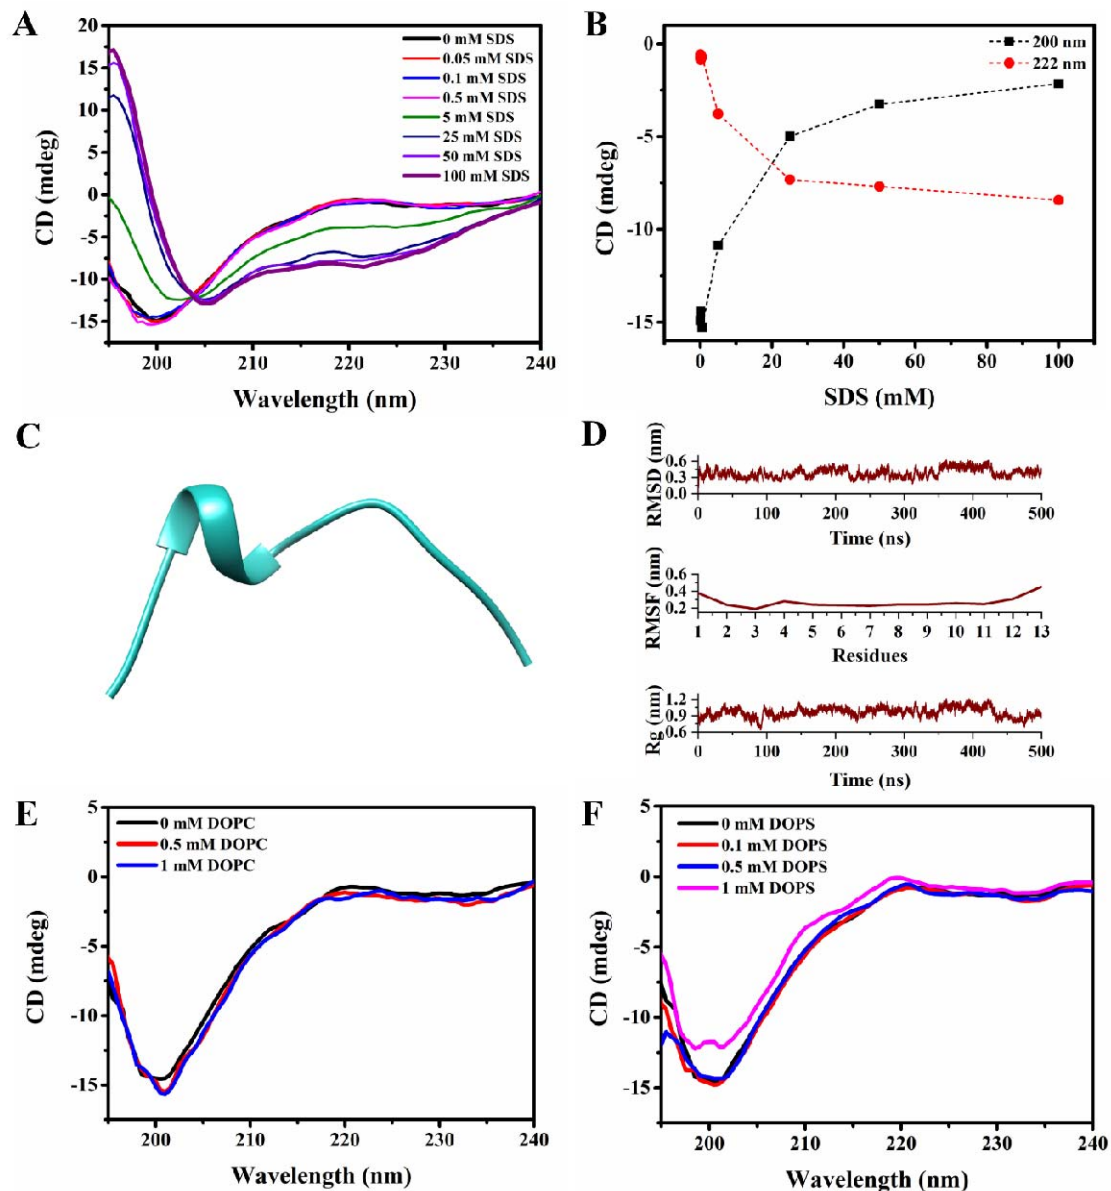 A
20
15
10
5
0
-5
-10
-15
CD (mdeg)
200 210 220 230 240
Wavelength (nm)
0 mM SDS
0.05 mM SDS
0.1 mM SDS
0.5 mM SDS
5 mM SDS
25 mM SDS
50 mM SDS
100 mM SDS
B
0
-5
-10
-15
CD (mdeg)
0 20 40 60 80 100
SDS (mM)
200 nm
222 nm
C
D
RMSD (nm)
0.6
0.3
0.0
0 100 200 300 400 500
Time (ns)
RMSF (nm)
0.6
0.4
0.2
1 2 3 4 5 6 7 8 9 10 11 12 13
Residues
Rg (nm)
1.2
0.9
0.6
0 100 200 300 400 500
Time (ns)
E
5
0
-5
-10
-15
CD (mdeg)
200 210 220 230 240
Wavelength (nm)
0 mM DOPC
0.5 mM DOPC
1 mM DOPC
F
5
0
-5
-10
-15
CD (mdeg)
200 210 220 230 240
Wavelength (nm)
0 mM DOPS
0.1 mM DOPS
0.5 mM DOPS
1 mM DOPS